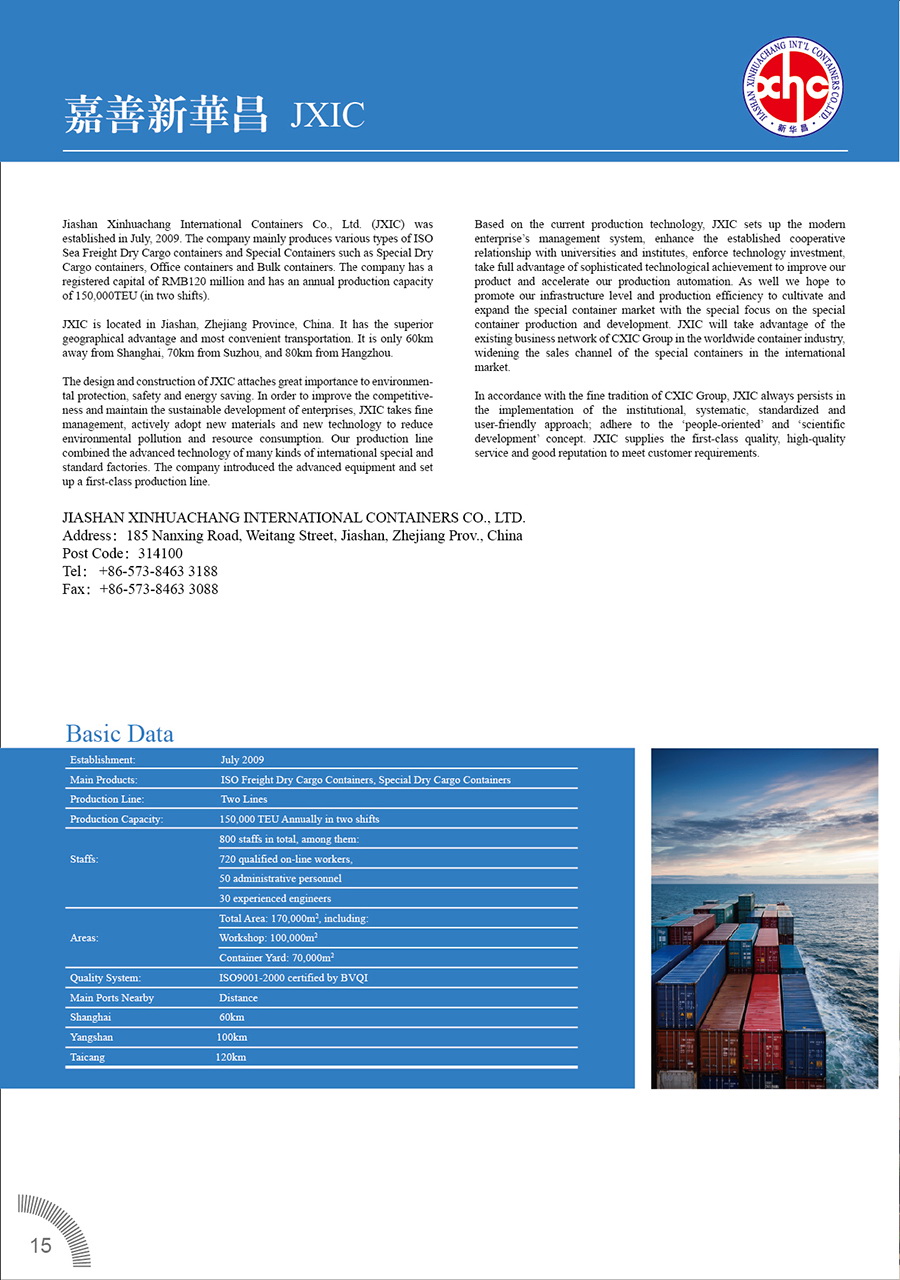 嘉善新華昌 JXIC
JIASHAN XINHUACHANG INT'L CONTAINERS CO.,LTD.
xhc
新华昌
Jiashan Xinhuachang International Containers Co., Ltd. (JXIC) was
established in July, 2009. The company mainly produces various types of ISO
Sea Freight Dry Cargo containers and Special Containers such as Special Dry
Cargo containers, Office containers and Bulk containers. The company has a
registered capital of RMB120 million and has an annual production capacity
of 150,000TEU (in two shifts).
JXIC is located in Jiashan, Zhejiang Province, China. It has the superior
geographical advantage and most convenient transportation. It is only 60km
away from Shanghai, 70km from Suzhou, and 80km from Hangzhou.
The design and construction of JXIC attaches great importance to environmen-
tal protection, safety and energy saving. In order to improve the competitive-
ness and maintain the sustainable development of enterprises, JXIC takes fine
management, actively adopt new materials and new technology to reduce
environmental pollution and resource consumption. Our production line
combined the advanced technology of many kinds of international special and
standard factories. The company introduced the advanced equipment and set
up a first-class production line.
Based on the current production technology, JXIC sets up the modern
enterprise’s management system, enhance the established cooperative
relationship with universities and institutes, enforce technology investment,
take full advantage of sophisticated technological achievement to improve our
product and accelerate our production automation. As well we hope to
promote our infrastructure level and production efficiency to cultivate and
expand the special container market with the special focus on the special
container production and development. JXIC will take advantage of the
existing business network of CXIC Group in the worldwide container industry,
widening the sales channel of the special containers in the international
market.
In accordance with the fine tradition of CXIC Group, JXIC always persists in
the implementation of the institutional, systematic, standardized and
user-friendly approach; adhere to the ‘people-oriented’ and ‘scientific
development’ concept. JXIC supplies the first-class quality, high-quality
service and good reputation to meet customer requirements.
JIASHAN XINHUACHANG INTERNATIONAL CONTAINERS CO., LTD.
Address：185 Nanxing Road, Weitang Street, Jiashan, Zhejiang Prov., China
Post Code：314100
Tel： +86-573-8463 3188
Fax：+86-573-8463 3088
Basic Data
Establishment: July 2009
Main Products: ISO Freight Dry Cargo Containers, Special Dry Cargo Containers
Production Line: Two Lines
Production Capacity: 150,000 TEU Annually in two shifts
800 staffs in total, among them:
Staffs: 720 qualified on-line workers,
50 administrative personnel
30 experienced engineers
Total Area: 170,000m², including:
Areas: Workshop: 100,000m²
Container Yard: 70,000m²
Quality System: ISO9001-2000 certified by BVQI
Main Ports Nearby Distance
Shanghai 60km
Yangshan 100km
Taicang 120km
15